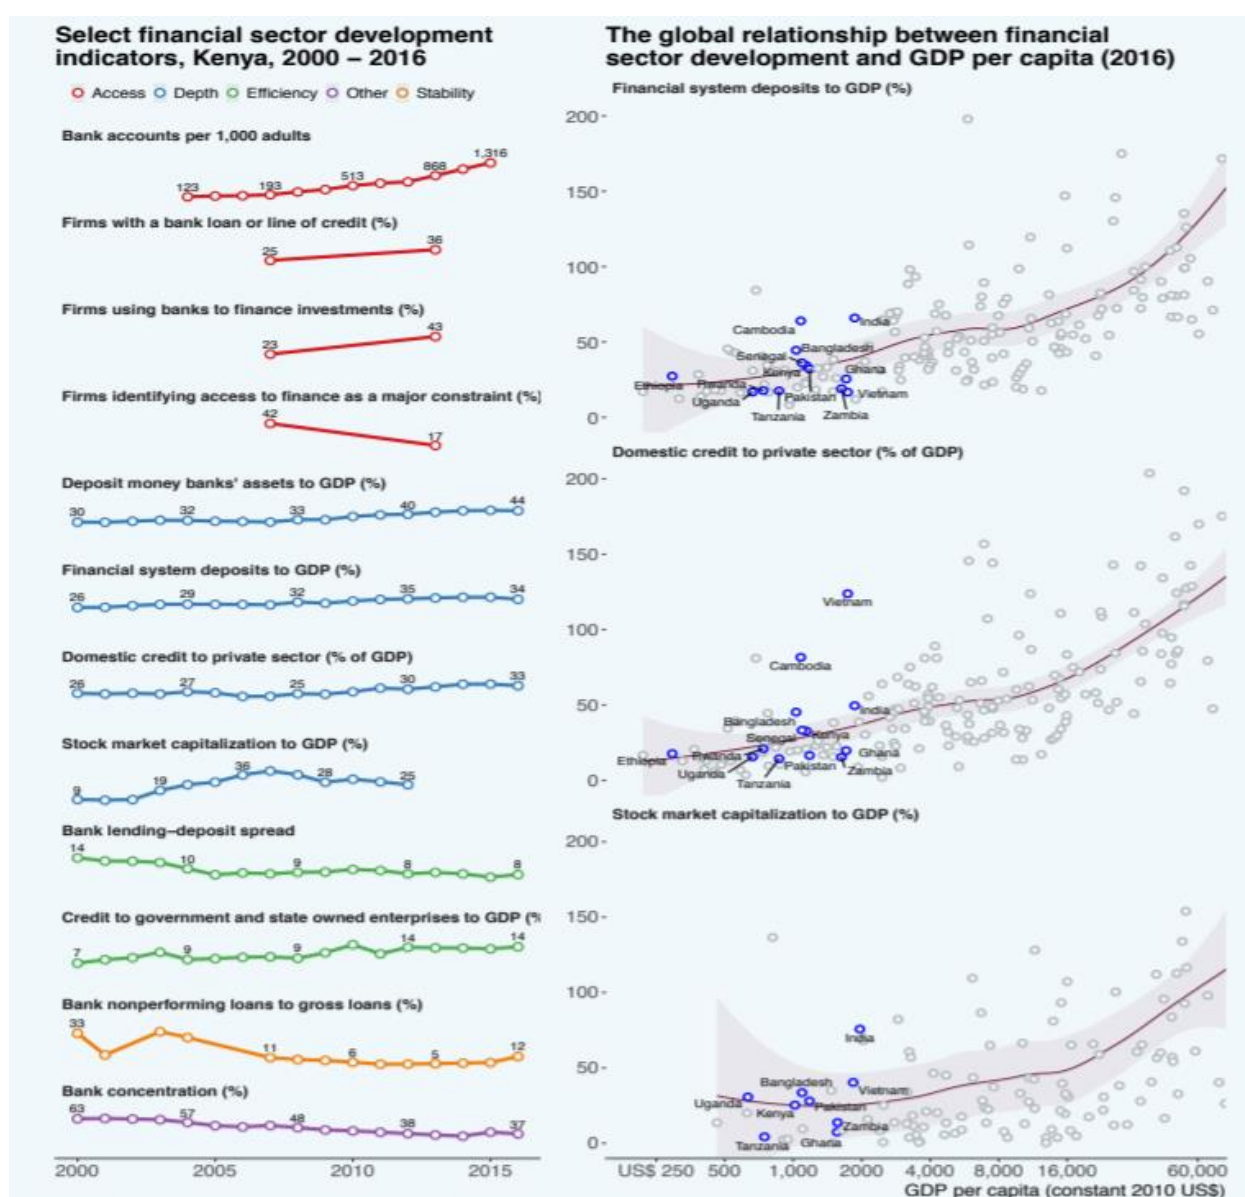 Select financial sector development
indicators, Kenya, 2000 – 2016
Access Depth Efficiency Other Stability
Bank accounts per 1,000 adults
123 193 513 868 1,316
Firms with a bank loan or line of credit (%)
25 36
Firms using banks to finance investments (%)
23 43
Firms identifying access to finance as a major constraint (%)
42 17
Deposit money banks' assets to GDP (%)
30 32 33 40 44
Financial system deposits to GDP (%)
26 29 32 35 34
Domestic credit to private sector (% of GDP)
26 27 25 30 33
Stock market capitalization to GDP (%)
9 19 36 28 25
Bank lending–deposit spread
14 10 9 8 8
Credit to government and state owned enterprises to GDP (%
7 9 9 14 14
Bank nonperforming loans to gross loans (%)
33 11 6 5 12
Bank concentration (%)
63 57 48 38 37
2000 2005 2010 2015
The global relationship between financial
sector development and GDP per capita (2016)
Financial system deposits to GDP (%)
200
150
100
50
0
Cambodia India
Senegal Bangladesh
Kenya Ghana
Ethiopia Rwanda
Uganda Pakistan Vietnam
Tanzania Zambia
Domestic credit to private sector (% of GDP)
200
150
100
50
0
Vietnam
Cambodia
India
Bangladesh
Senegal Kenya
Ethiopia Rwanda Ghana
Uganda Pakistan Zambia
Tanzania
Stock market capitalization to GDP (%)
200
150
100
50
0
India
Bangladesh Vietnam
Uganda Pakistan
Kenya Zambia
Tanzania Ghana
US$ 250 500 1,000 2000 4,000 8,000 16,000 60,000
GDP per capita (constant 2010 US$)